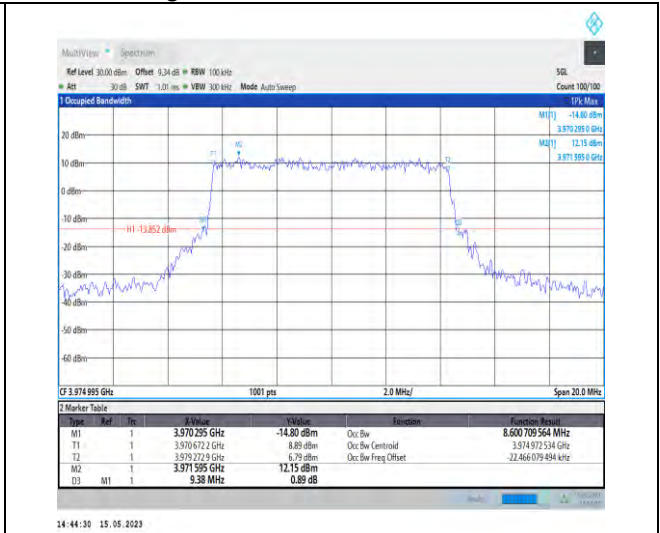 MultiView Spectrum
Ref Level 30.00 dBm Offset 9.34 dB RBW 100 kHz SGL
Att 30 dB SWT 1.01 ms VBW 300 kHz Mode Auto Sweep Count 100/100
1 Occupied Bandwidth 1Pk Max
M1[1] -14.80 dBm
3.970 295 0 GHz
M2[1] 12.15 dBm
3.971 595 0 GHz
20 dBm
M2
T1
T2
10 dBm
0 dBm
-10 dBm
M1
H1 -13.852 dBm
-20 dBm
-30 dBm
-40 dBm
-50 dBm
-60 dBm
CF 3.974 995 GHz 1001 pts 2.0 MHz/ Span 20.0 MHz
2 Marker Table
Type Ref Trc X-Value Y-Value Function Function Result
M1 1 3.970 295 GHz -14.80 dBm Occ Bw 8.600 709 564 MHz
T1 1 3.970 672 2 GHz 8.89 dBm Occ Bw Centroid 3.974 972 534 GHz
T2 1 3.979 272 9 GHz 6.79 dBm Occ Bw Freq Offset -22.466 079 494 kHz
M2 1 3.971 595 GHz 12.15 dBm
D3 M1 1 9.38 MHz 0.89 dB
14:44:30 15.05.2023